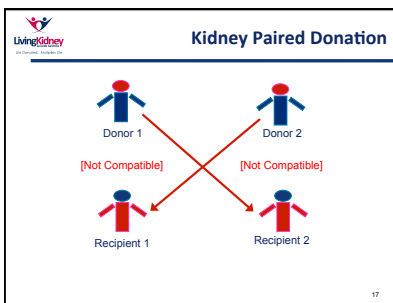 LivingKidney
Kidney Paired Donation
Donor 1
Donor 2
[Not Compatible]
[Not Compatible]
Recipient 1
Recipient 2
17